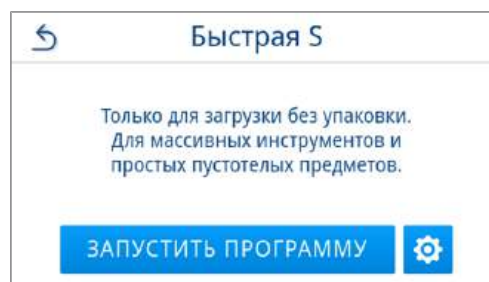 Быстрая S
Только для загрузки без упаковки.
Для массивных инструментов и
простых пустотелых предметов.
ЗАПУСТИТЬ ПРОГРАММУ